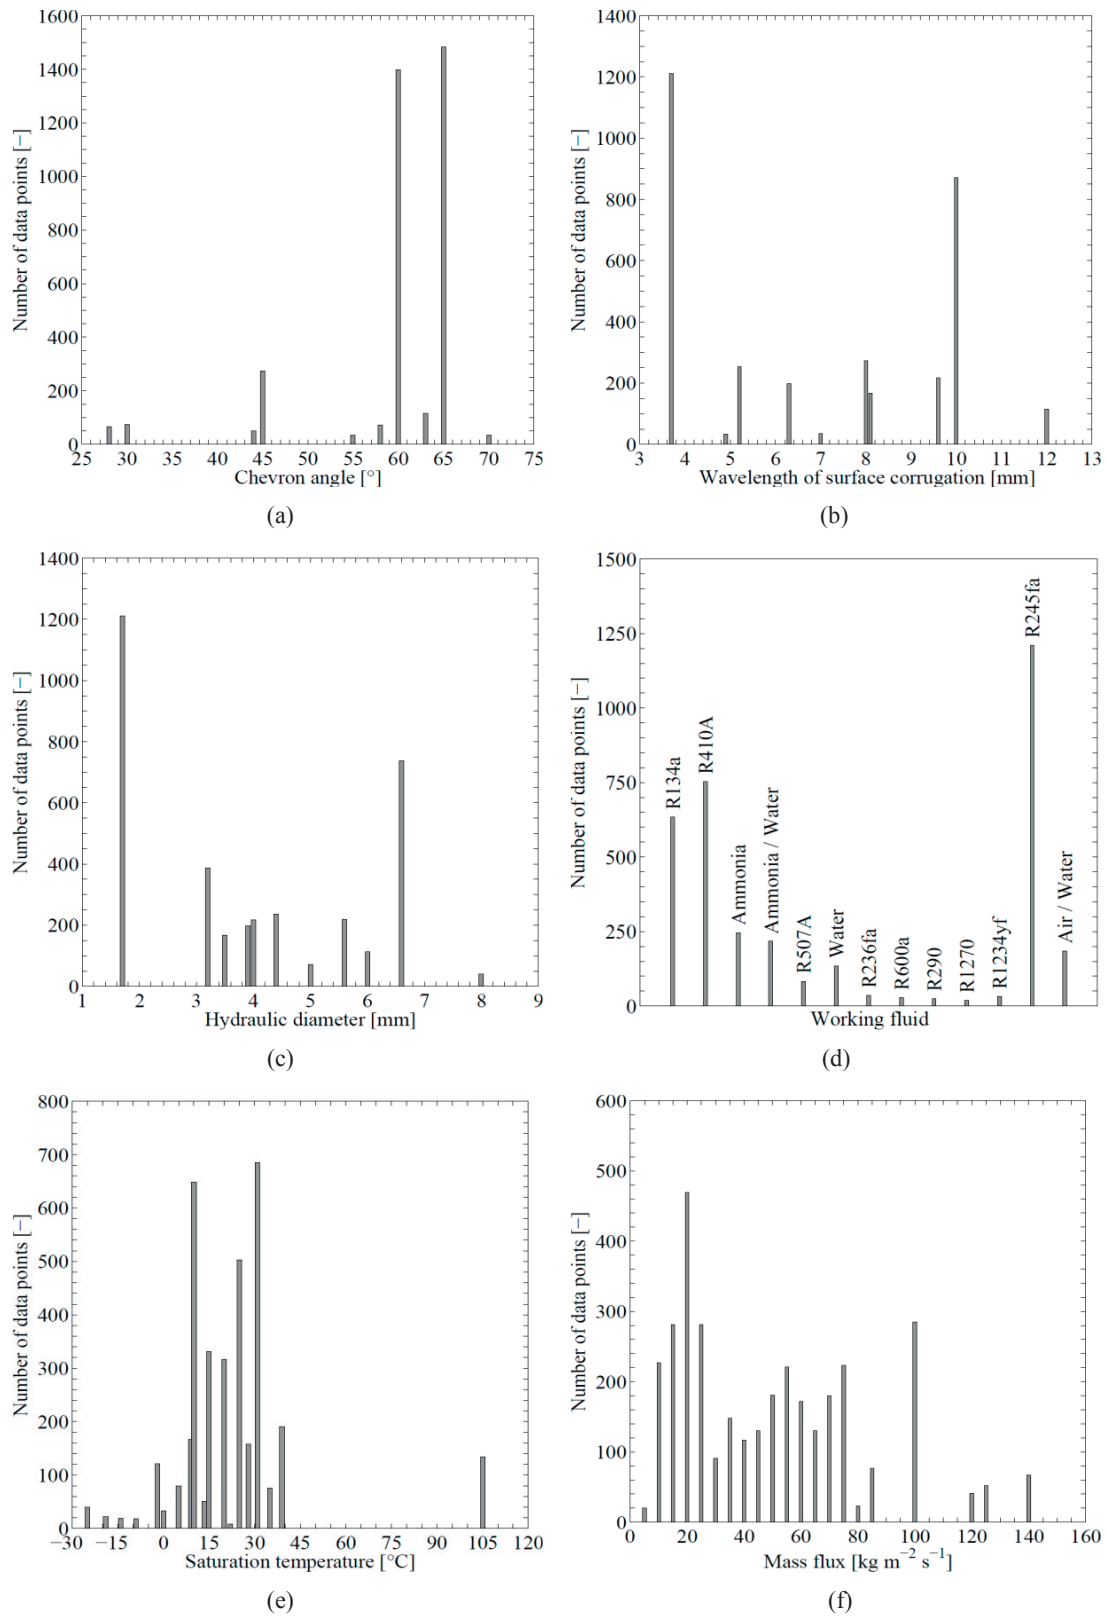 1600
1400
1200
1000
800
600
400
200
0
25 30 35 40 45 50 55 60 65 70 75
Number of data points [−]
Chevron angle [°]
(a)
1400
1200
1000
800
600
400
200
0
3 4 5 6 7 8 9 10 11 12 13
Number of data points [−]
Wavelength of surface corrugation [mm]
(b)
1400
1200
1000
800
600
400
200
0
1 2 3 4 5 6 7 8 9
Number of data points [−]
Hydraulic diameter [mm]
(c)
1500
1250
1000
750
500
250
0
Number of data points [−]
R134a
R410A
Ammonia
Ammonia / Water
R507A
Water
R236fa
R600a
R290
R1270
R1234yf
R245fa
Air / Water
Working fluid
(d)
800
700
600
500
400
300
200
100
0
−30 −15 0 15 30 45 60 75 90 105 120
Number of data points [−]
Saturation temperature [°C]
(e)
600
500
400
300
200
100
0
0 20 40 60 80 100 120 140 160
Number of data points [−]
Mass flux [kg m⁻² s⁻¹]
(f)